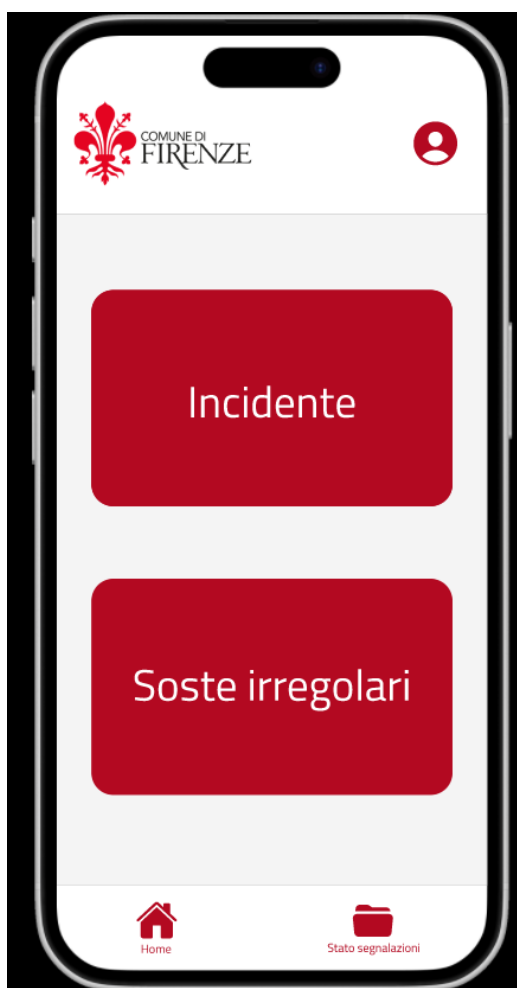 COMUNE DI
FIRENZE
Incidente
Soste irregolari
Home
Stato segnalazioni